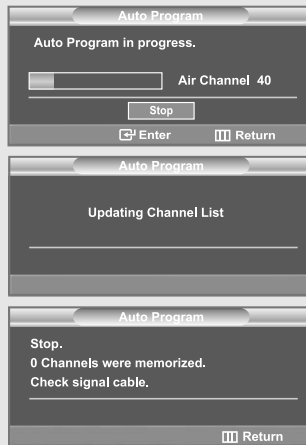 Auto Program
Auto Program in progress.
Air Channel 40
Stop
Enter Return
Auto Program
Updating Channel List
Auto Program
Stop.
0 Channels were memorized.
Check signal cable.
Return